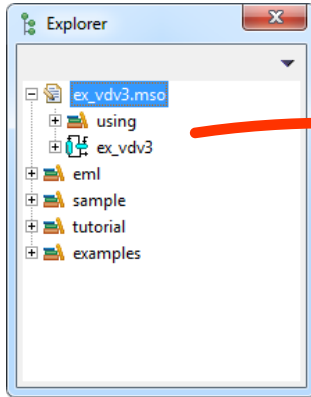 Explorer
ex_vdv3.mso
using
ex_vdv3
eml
sample
tutorial
examples